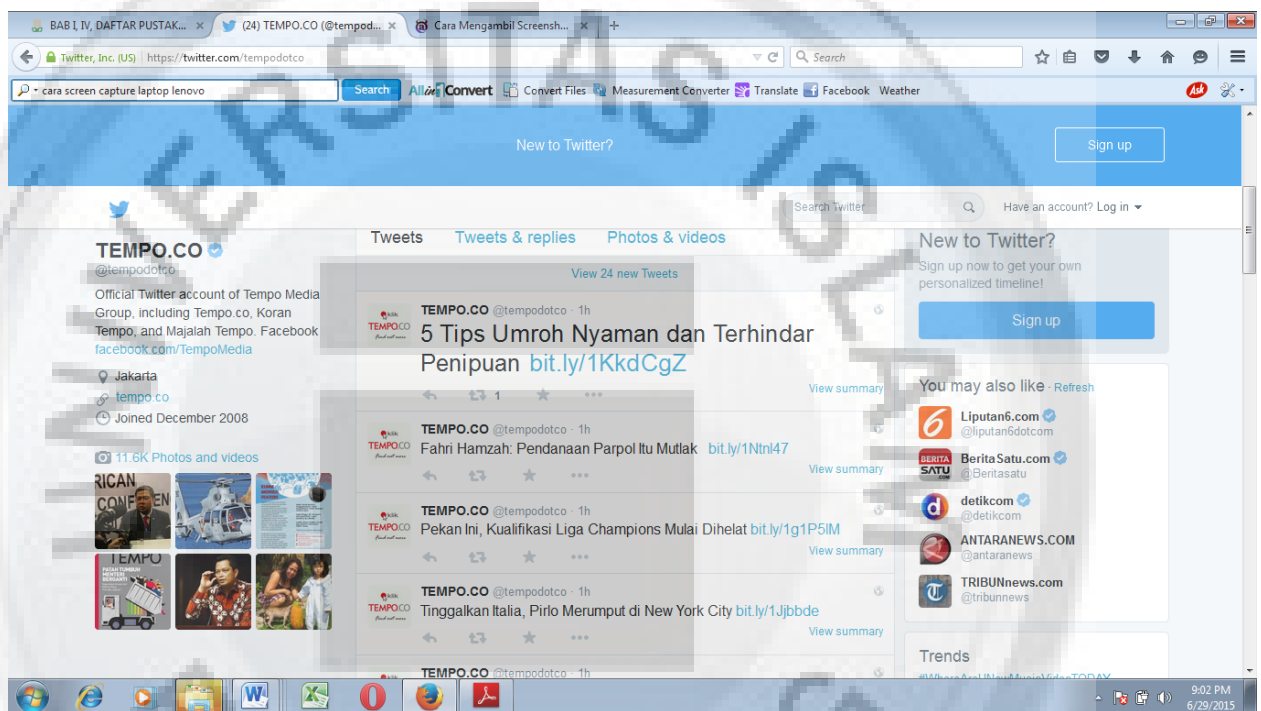 BAB I, IV, DAFTAR PUSTAK...
(24) TEMPO.CO (@tempod...
Cara Mengambil Screensh...
Twitter, Inc. (US)
https://twitter.com/tempodotco
Search
cara screen capture laptop lenovo
Search
Convert
Convert Files
Measurement Converter
Translate
Facebook
Weather
Ask
New to Twitter?
Sign up
Search Twitter
Have an account? Log in
TEMPO.CO
@tempodotco
Official Twitter account of Tempo Media
Group, including Tempo.co, Koran
Tempo, and Majalah Tempo. Facebook
facebook.com/TempoMedia
Jakarta
tempo.co
Joined December 2008
11.6K Photos and videos
RICAN
CONFEREN
TEMPO
Tweets
Tweets & replies
Photos & videos
View 24 new Tweets
TEMPO.CO @tempodotco · 1h
5 Tips Umroh Nyaman dan Terhindar
Penipuan bit.ly/1KkdCgZ
1
View summary
TEMPO.CO @tempodotco · 1h
Fahri Hamzah: Pendanaan Parpol Itu Mutlak bit.ly/1Ntnl47
View summary
TEMPO.CO @tempodotco · 1h
Pekan Ini, Kualifikasi Liga Champions Mulai Dihelat bit.ly/1g1P5lM
View summary
TEMPO.CO @tempodotco · 1h
Tinggalkan Italia, Pirlo Merumput di New York City bit.ly/1Jjbbde
View summary
TEMPO.CO @tempodotco · 1h
New to Twitter?
Sign up now to get your own
personalized timeline!
Sign up
You may also like · Refresh
Liputan6.com
@liputan6dotcom
BeritaSatu.com
@Beritasatu
detikcom
@detikcom
ANTARANEWS.COM
@antaranews
TRIBUNnews.com
@tribunnews
Trends
9:02 PM
6/29/2015